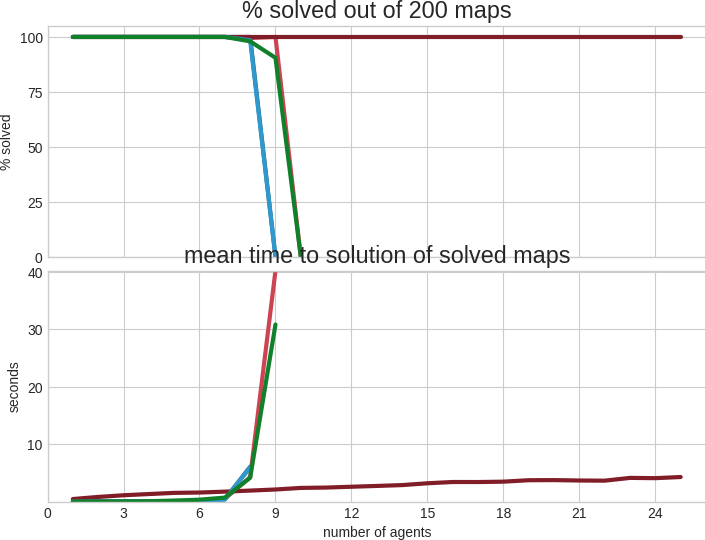 % solved out of 200 maps
100
75
50
25
0
% solved
mean time to solution of solved maps
40
30
20
10
seconds
0 3 6 9 12 15 18 21 24
number of agents